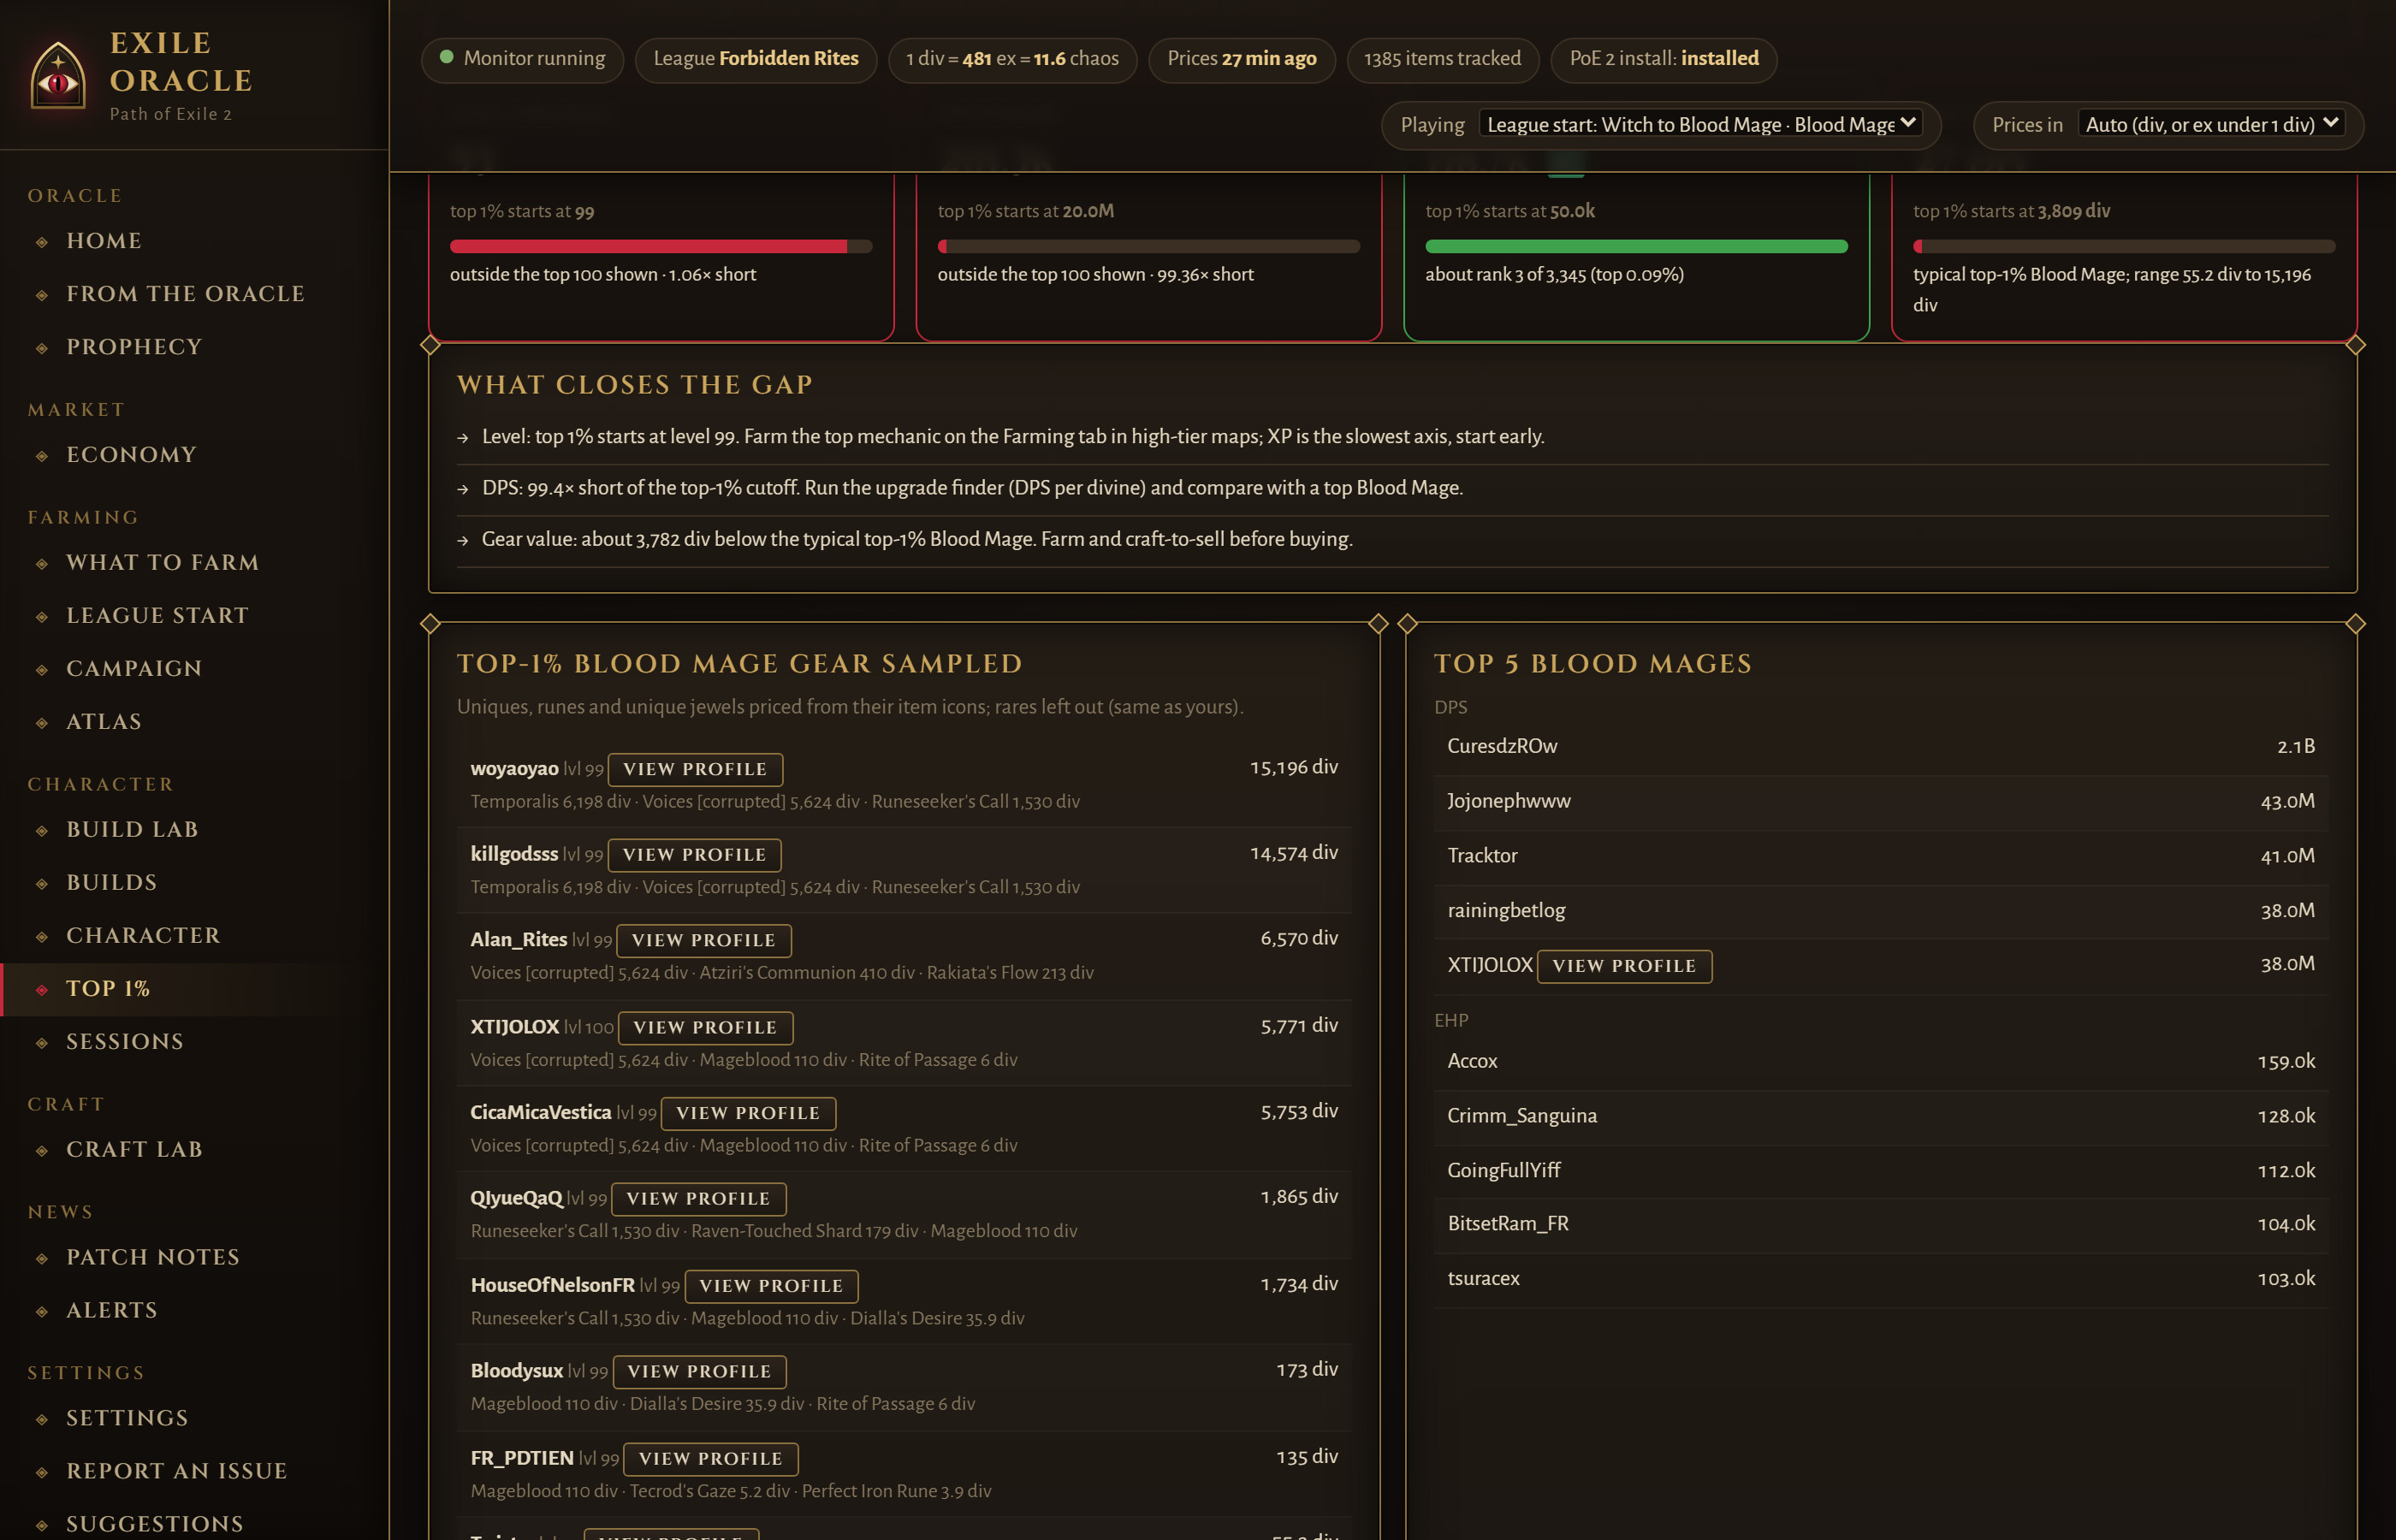 EXILE
ORACLE
Path of Exile 2
ORACLE
HOME
FROM THE ORACLE
PROPHECY
MARKET
ECONOMY
FARMING
WHAT TO FARM
LEAGUE START
CAMPAIGN
ATLAS
CHARACTER
BUILD LAB
BUILDS
CHARACTER
TOP 1%
SESSIONS
CRAFT
CRAFT LAB
NEWS
PATCH NOTES
ALERTS
SETTINGS
SETTINGS
REPORT AN ISSUE
SUGGESTIONS
Monitor running
League Forbidden Rites
1 div = 481 ex = 11.6 chaos
Prices 27 min ago
1385 items tracked
PoE 2 install: installed
Playing League start: Witch to Blood Mage · Blood Mage
Prices in Auto (div, or ex under 1 div)
top 1% starts at 99
outside the top 100 shown · 1.06× short
top 1% starts at 20.0M
outside the top 100 shown · 99.36× short
top 1% starts at 50.0k
about rank 3 of 3,345 (top 0.09%)
top 1% starts at 3,809 div
typical top-1% Blood Mage; range 55.2 div to 15,196
div
WHAT CLOSES THE GAP
→ Level: top 1% starts at level 99. Farm the top mechanic on the Farming tab in high-tier maps; XP is the slowest axis, start early.
→ DPS: 99.4× short of the top-1% cutoff. Run the upgrade finder (DPS per divine) and compare with a top Blood Mage.
→ Gear value: about 3,782 div below the typical top-1% Blood Mage. Farm and craft-to-sell before buying.
TOP-1% BLOOD MAGE GEAR SAMPLED
Uniques, runes and unique jewels priced from their item icons; rares left out (same as yours).
woyaoyao lvl 99 VIEW PROFILE 15,196 div
Temporalis 6,198 div · Voices [corrupted] 5,624 div · Runeseeker's Call 1,530 div
killgodsss lvl 99 VIEW PROFILE 14,574 div
Temporalis 6,198 div · Voices [corrupted] 5,624 div · Runeseeker's Call 1,530 div
Alan_Rites lvl 99 VIEW PROFILE 6,570 div
Voices [corrupted] 5,624 div · Atziri's Communion 410 div · Rakiata's Flow 213 div
XTIJOLOX lvl 100 VIEW PROFILE 5,771 div
Voices [corrupted] 5,624 div · Mageblood 110 div · Rite of Passage 6 div
CicaMicaVestica lvl 99 VIEW PROFILE 5,753 div
Voices [corrupted] 5,624 div · Mageblood 110 div · Rite of Passage 6 div
QIyueQaQ lvl 99 VIEW PROFILE 1,865 div
Runeseeker's Call 1,530 div · Raven-Touched Shard 179 div · Mageblood 110 div
HouseOfNelsonFR lvl 99 VIEW PROFILE 1,734 div
Runeseeker's Call 1,530 div · Mageblood 110 div · Dialla's Desire 35.9 div
Bloodysux lvl 99 VIEW PROFILE 173 div
Mageblood 110 div · Dialla's Desire 35.9 div · Rite of Passage 6 div
FR_PDTIEN lvl 99 VIEW PROFILE 135 div
Mageblood 110 div · Tecrod's Gaze 5.2 div · Perfect Iron Rune 3.9 div
TOP 5 BLOOD MAGES
DPS
CuresdzROw 2.1B
Jojonephwww 43.0M
Tracktor 41.0M
rainingbetlog 38.0M
XTIJOLOX VIEW PROFILE 38.0M
EHP
Accox 159.0k
Crimm_Sanguina 128.0k
GoingFullYiff 112.0k
BitsetRam_FR 104.0k
tsuracex 103.0k